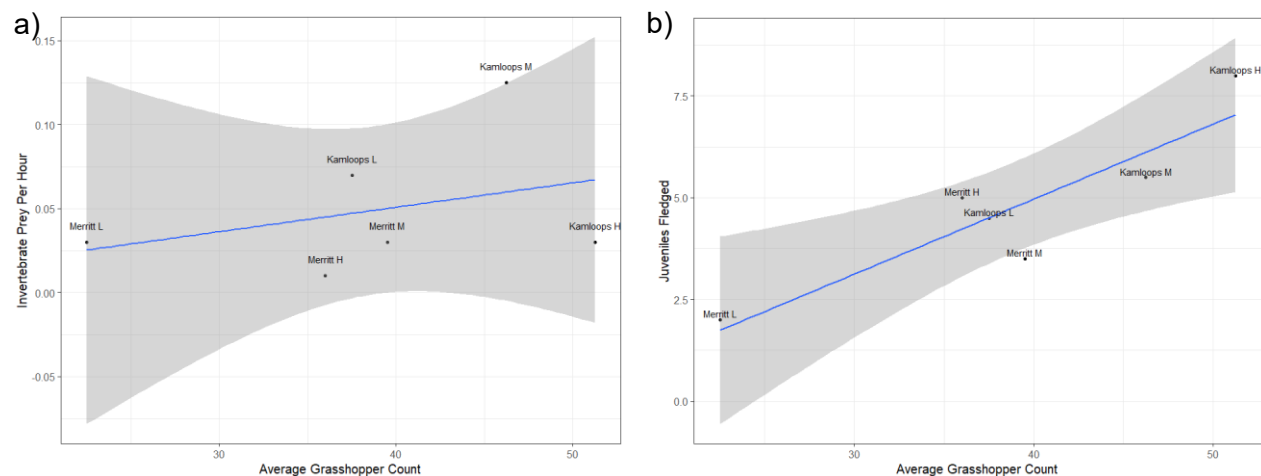 a)
0.15
0.10
0.05
0.00
-0.05
Invertebrate Prey Per Hour
Kamloops M
Kamloops L
Merritt L
Merritt M
Kamloops H
Merritt H
30
40
50
Average Grasshopper Count
b)
7.5
5.0
2.5
0.0
Juveniles Fledged
Kamloops H
Kamloops M
Merritt H
Kamloops L
Merritt M
Merritt L
30
40
50
Average Grasshopper Count